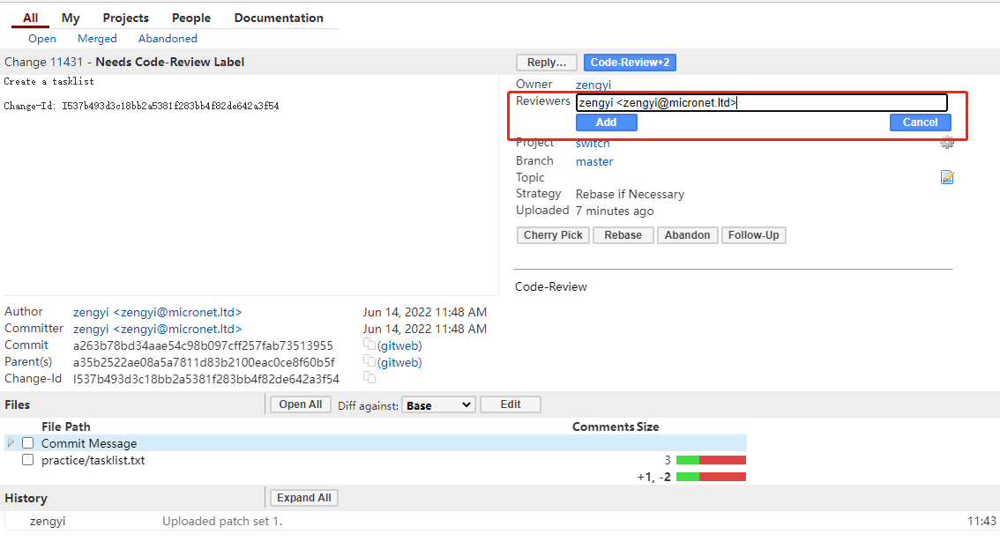 All My Projects People Documentation
Open Merged Abandoned
Change 11431 - Needs Code-Review Label
Reply… Code-Review+2
Create a tasklist
Change-Id: I537b493d3c18bb2a5381f283bb4f82de642a3f54
Owner zengyi
Reviewers zengyi <zengyi@micronet.ltd>
Add Cancel
Project switch
Branch master
Topic
Strategy Rebase if Necessary
Uploaded 7 minutes ago
Cherry Pick Rebase Abandon Follow-Up
Code-Review
Author zengyi <zengyi@micronet.ltd> Jun 14, 2022 11:48 AM
Committer zengyi <zengyi@micronet.ltd> Jun 14, 2022 11:48 AM
Commit a263b78bd34aae54c98b097cff257fab73513955 (gitweb)
Parent(s) a35b2522ae08a5a7811d83b2100eac0ce8f60b5f (gitweb)
Change-Id I537b493d3c18bb2a5381f283bb4f82de642a3f54
Files Open All Diff against: Base Edit
File Path Comments Size
Commit Message
practice/tasklist.txt 3
+1, -2
History Expand All
zengyi Uploaded patch set 1. 11:43